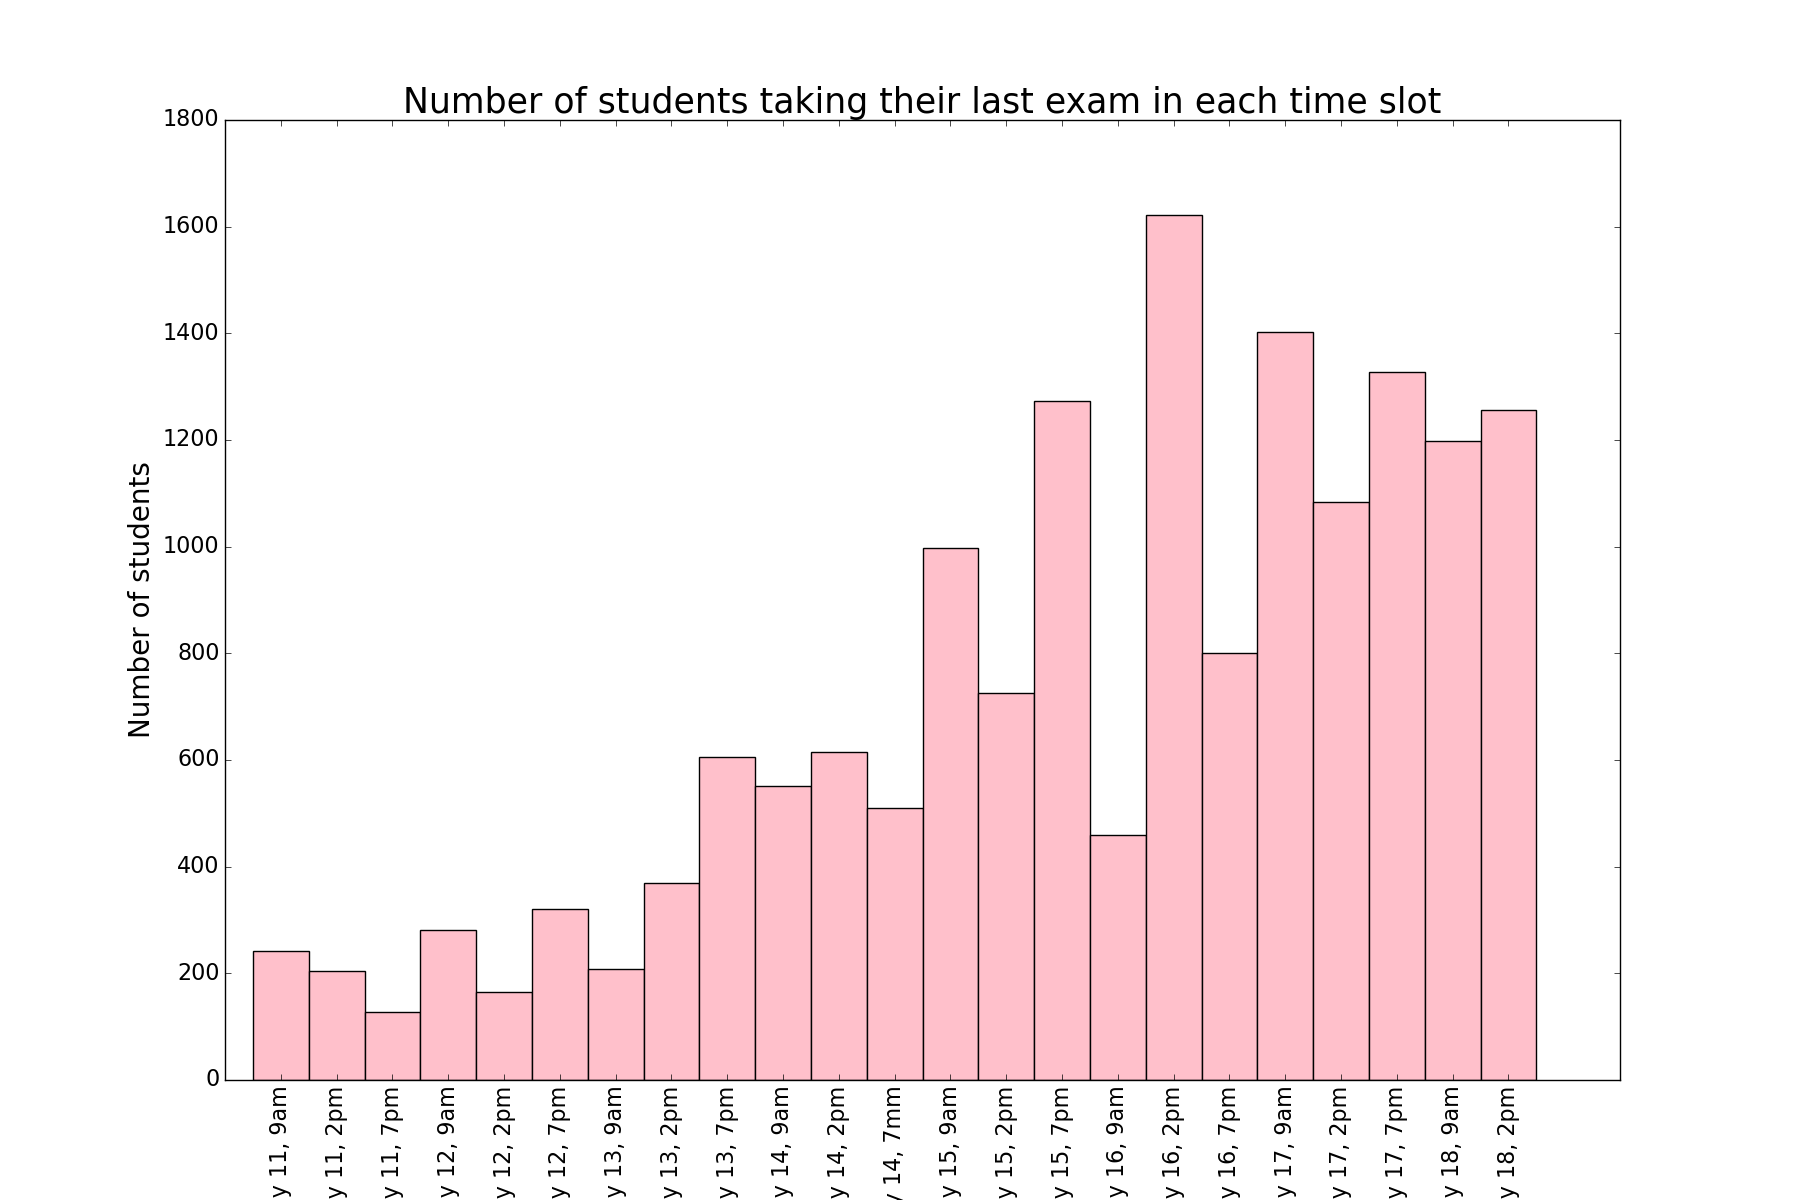 Number of students taking their last exam in each time slot
Number of students
1800
1600
1400
1200
1000
800
600
400
200
0
y 11, 9am
y 11, 2pm
y 11, 7pm
y 12, 9am
y 12, 2pm
y 12, 7pm
y 13, 9am
y 13, 2pm
y 13, 7pm
y 14, 9am
y 14, 2pm
y 14, 7mm
y 15, 9am
y 15, 2pm
y 15, 7pm
y 16, 9am
y 16, 2pm
y 16, 7pm
y 17, 9am
y 17, 2pm
y 17, 7pm
y 18, 9am
y 18, 2pm